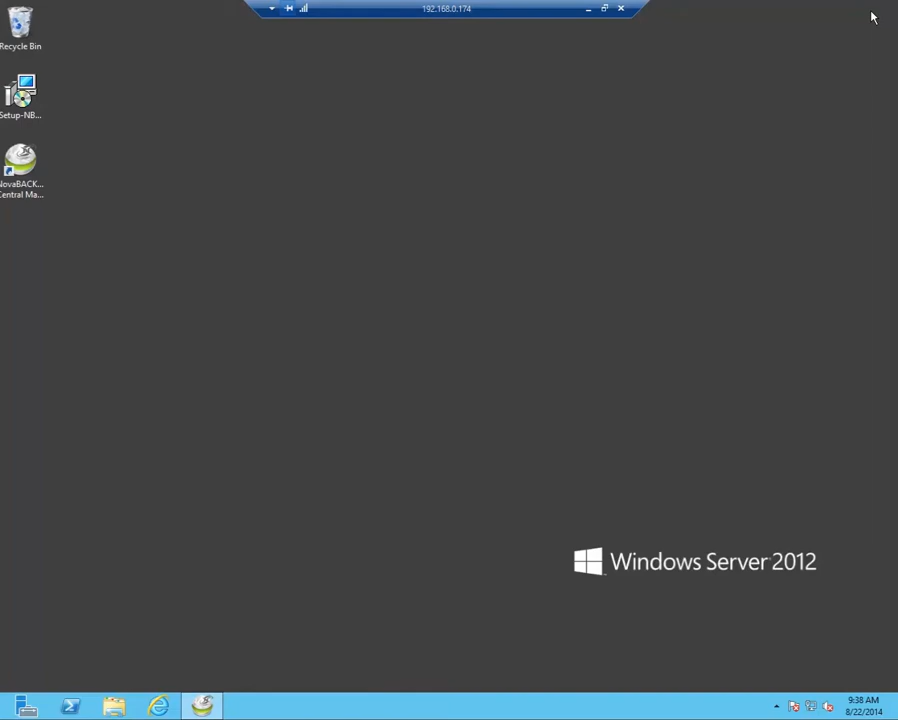 192.168.0.174
Recycle Bin
Setup-NB...
NovaBACK...
Central Ma...
Windows Server 2012
9:38 AM
8/22/2014